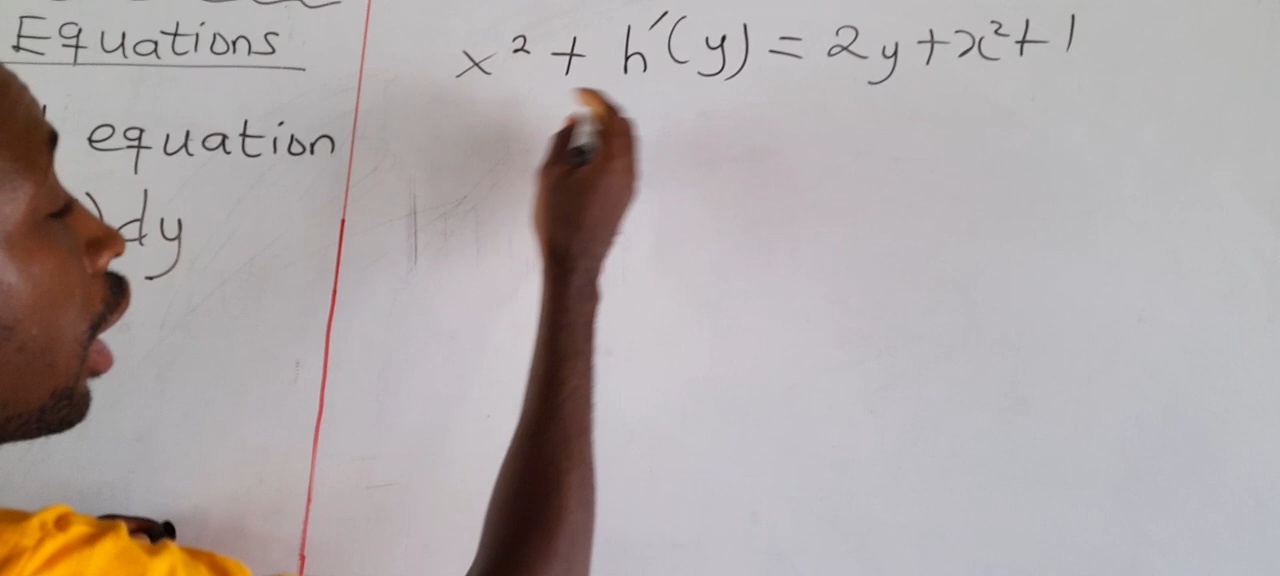 Equations
equation
)dy
x² + h′(y) = 2y + x² + 1